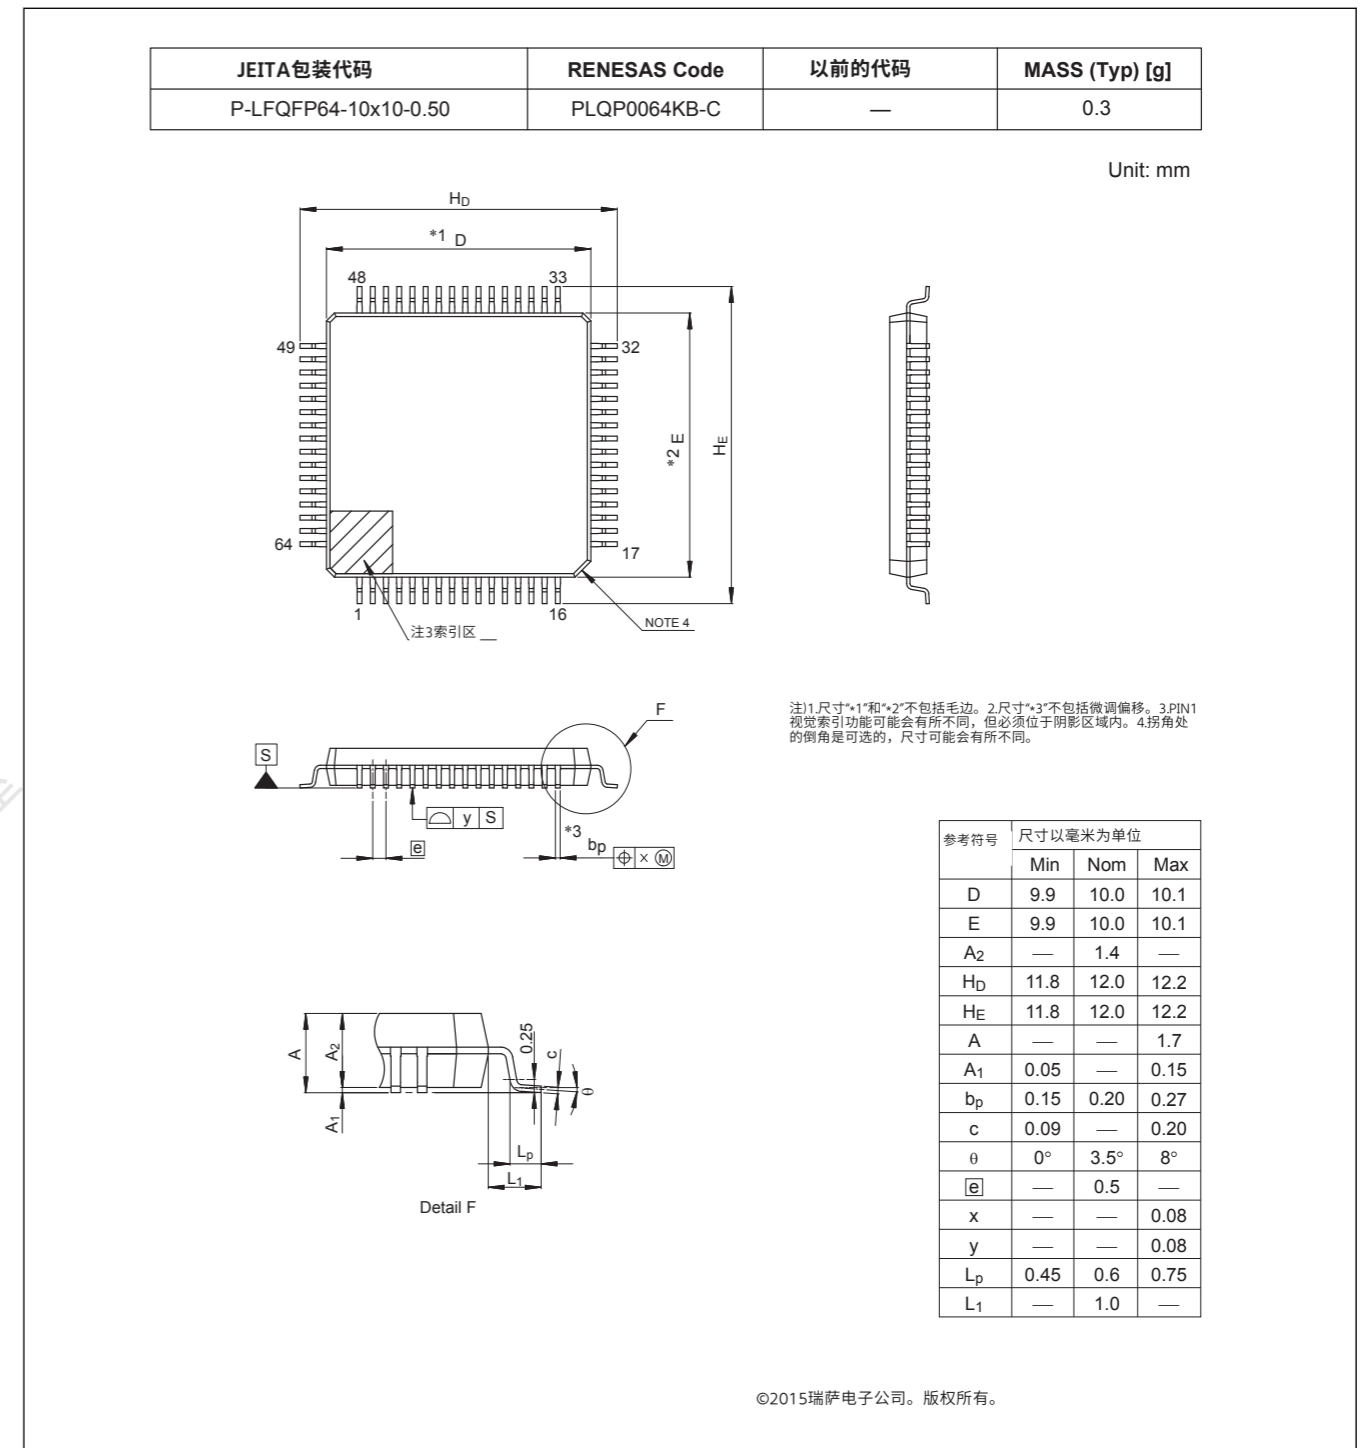 JEITA包装代码 RENESAS Code 以前的代码 MASS (Typ) [g]
P-LFQFP64-10x10-0.50 PLQP0064KB-C — 0.3
Unit: mm
HD
*1 D
48 33
49 32
*2 E
HE
64 17
1 16
注3索引区
NOTE 4
注)1.尺寸“*1”和“*2”不包括毛边。2.尺寸“*3”不包括微调偏移。3.PIN1
视觉索引功能可能会有所不同，但必须位于阴影区域内。4.拐角处
的倒角是可选的，尺寸可能会有所不同。
F
S
y S
e
*3
bp
x M
参考符号 尺寸以毫米为单位
Min Nom Max
D 9.9 10.0 10.1
E 9.9 10.0 10.1
A2 — 1.4 —
HD 11.8 12.0 12.2
HE 11.8 12.0 12.2
A — — 1.7
A1 0.05 — 0.15
bp 0.15 0.20 0.27
c 0.09 — 0.20
θ 0° 3.5° 8°
e — 0.5 —
x — — 0.08
y — — 0.08
Lp 0.45 0.6 0.75
L1 — 1.0 —
A
A2
A1
0.25
c
θ
Lp
L1
Detail F
©2015瑞萨电子公司。版权所有。